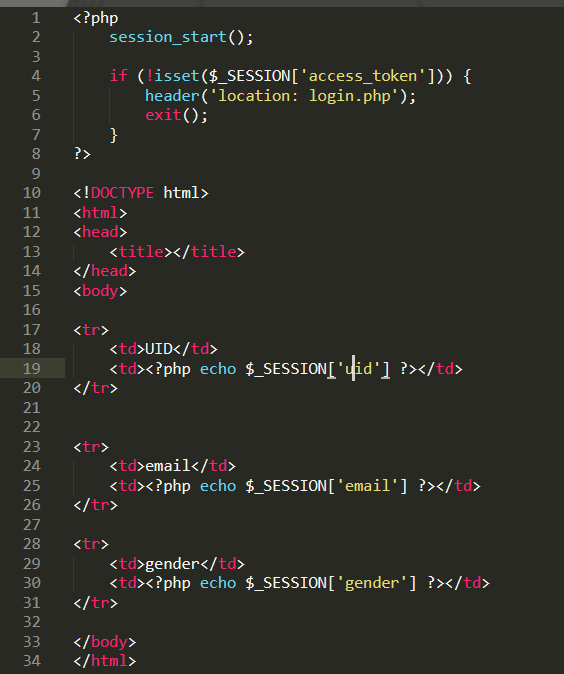 1 <?php
2 session_start();
3
4 if (!isset($_SESSION['access_token'])) {
5 header('location: login.php');
6 exit();
7 }
8 ?>
9
10 <!DOCTYPE html>
11 <html>
12 <head>
13 <title></title>
14 </head>
15 <body>
16
17 <tr>
18 <td>UID</td>
19 <td><?php echo $_SESSION['uid'] ?></td>
20 </tr>
21
22
23 <tr>
24 <td>email</td>
25 <td><?php echo $_SESSION['email'] ?></td>
26 </tr>
27
28 <tr>
29 <td>gender</td>
30 <td><?php echo $_SESSION['gender'] ?></td>
31 </tr>
32
33 </body>
34 </html>